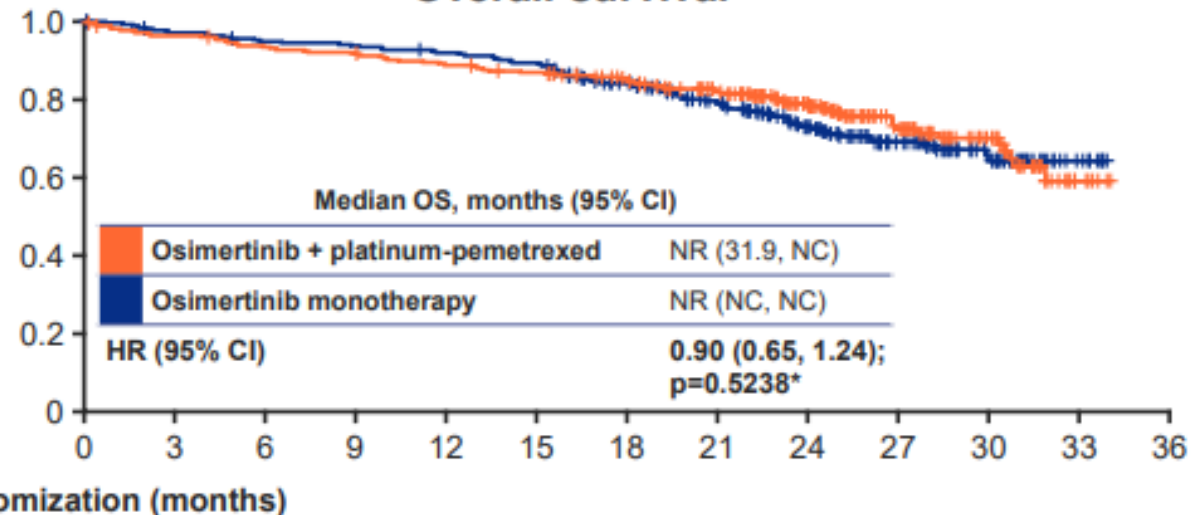 Overall Survival
1.0
0.8
0.6
0.4
0.2
0
Median OS, months (95% CI)
Osimertinib + platinum-pemetrexed NR (31.9, NC)
Osimertinib monotherapy NR (NC, NC)
HR (95% CI) 0.90 (0.65, 1.24);
p=0.5238*
0 3 6 9 12 15 18 21 24 27 30 33 36
omization (months)